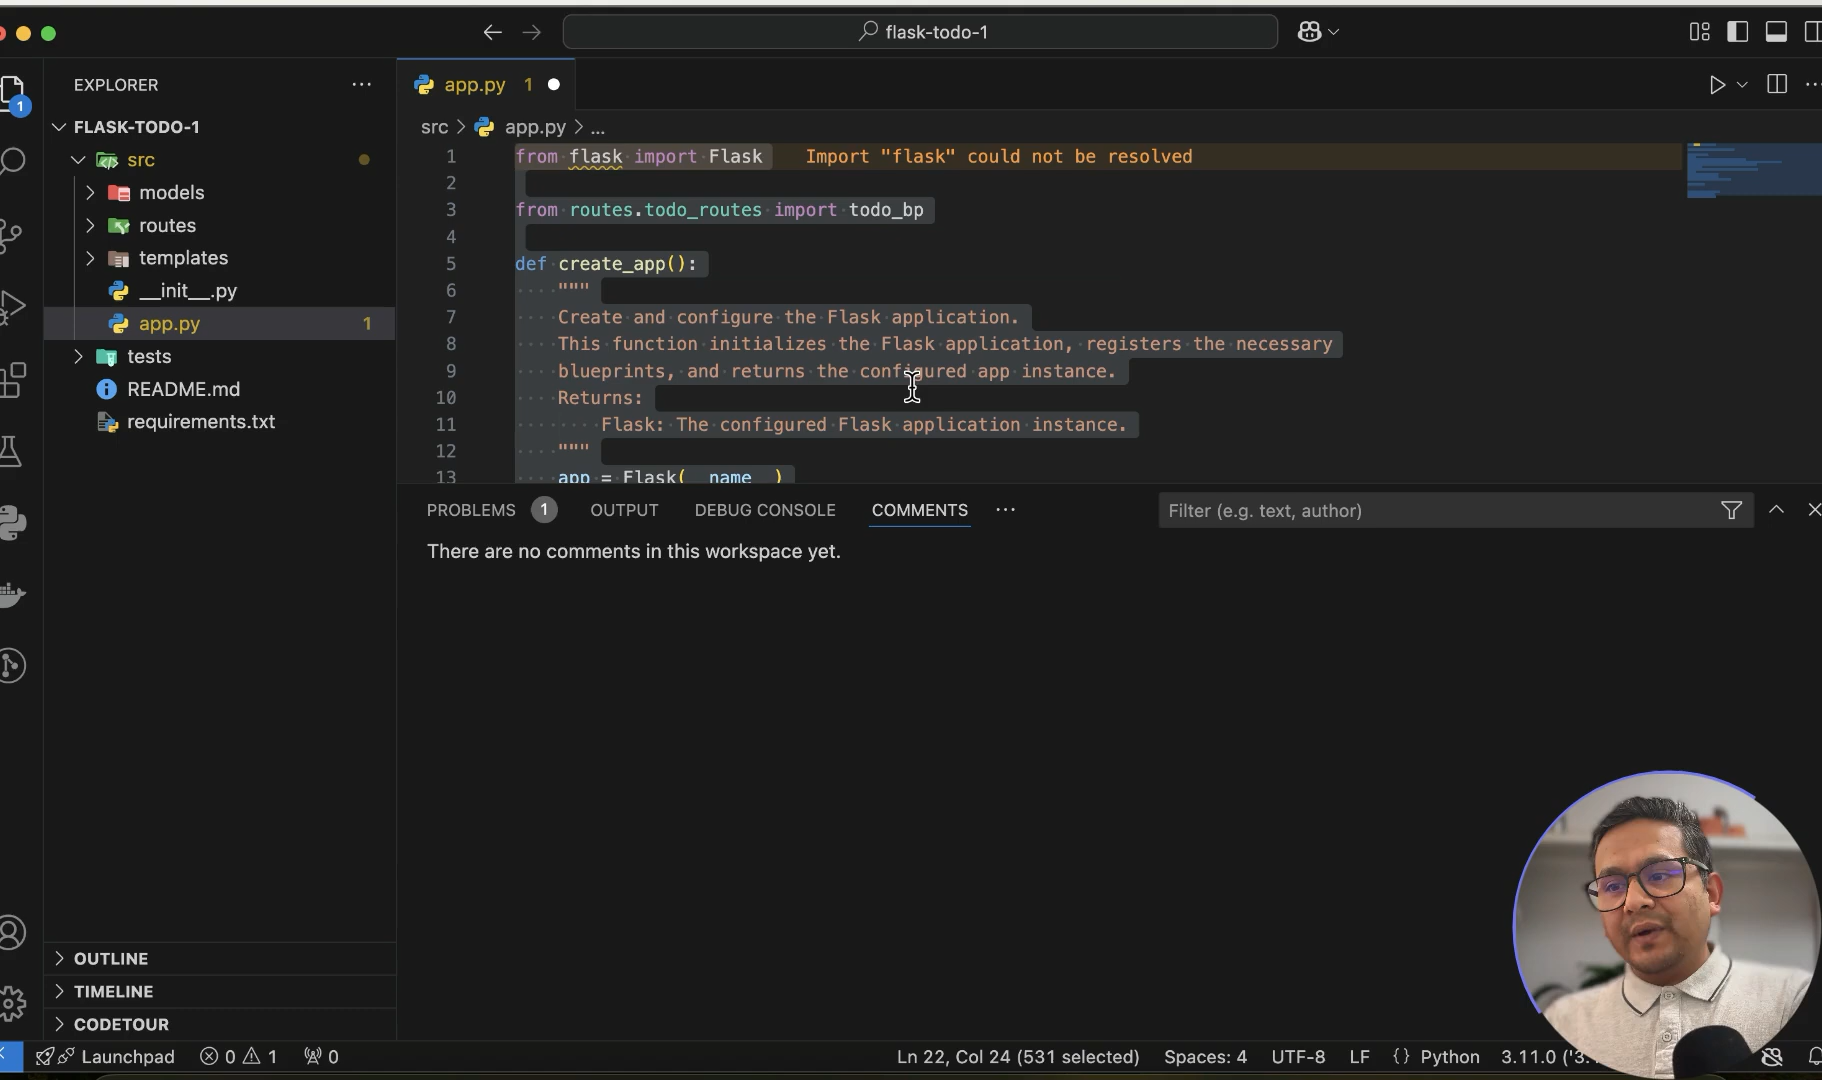 flask-todo-1
EXPLORER
1
FLASK-TODO-1
src
models
routes
templates
__init__.py
app.py 1
tests
README.md
requirements.txt
OUTLINE
TIMELINE
CODETOUR
app.py 1
src > app.py > ...
1 from flask import Flask Import "flask" could not be resolved
2
3 from routes.todo_routes import todo_bp
4
5 def create_app():
6 """
7 Create and configure the Flask application.
8 This function initializes the Flask application, registers the necessary
9 blueprints, and returns the configured app instance.
10 Returns:
11 Flask: The configured Flask application instance.
12 """
13 app = Flask(__name__)
PROBLEMS 1 OUTPUT DEBUG CONSOLE COMMENTS ... Filter (e.g. text, author)
There are no comments in this workspace yet.
Launchpad 0 1 0 Ln 22, Col 24 (531 selected) Spaces: 4 UTF-8 LF {} Python 3.11.0 ('3.